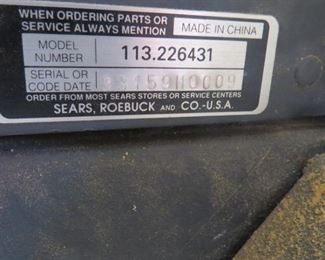 WHEN ORDERING PARTS OR
SERVICE ALWAYS MENTION
MADE IN CHINA
MODEL NUMBER 113.226431
SERIAL OR CODE DATE
ORDER FROM MOST SEARS STORES OR SERVICE CENTERS
SEARS, ROEBUCK AND CO.-U.S.A.